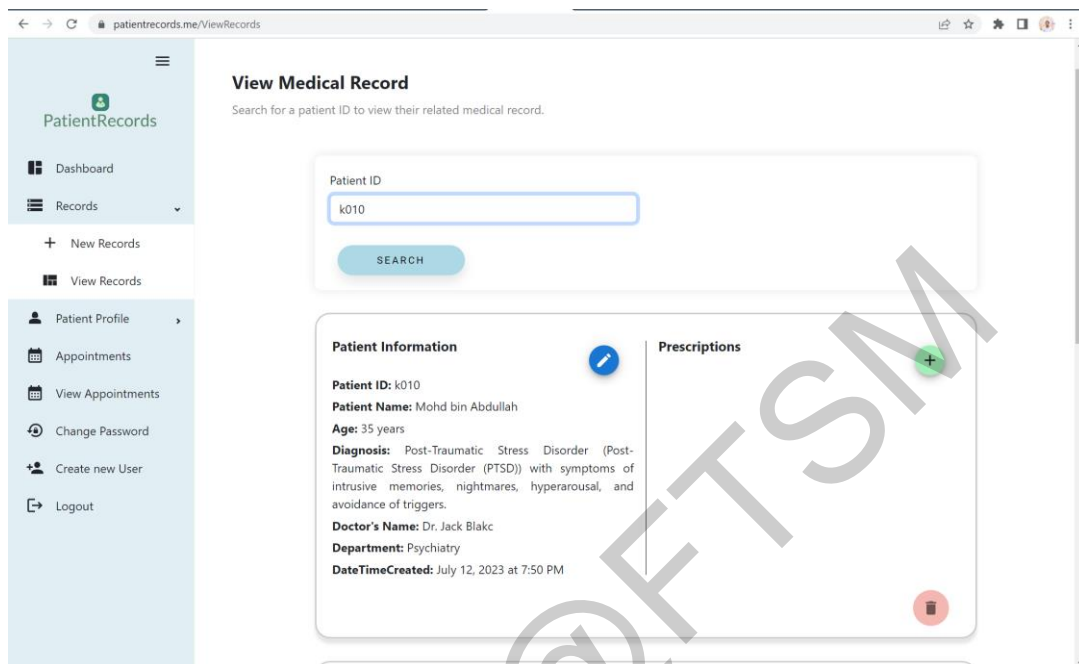 patientrecords.me/ViewRecords
PatientRecords
Dashboard
Records
New Records
View Records
Patient Profile
Appointments
View Appointments
Change Password
Create new User
Logout
View Medical Record
Search for a patient ID to view their related medical record.
Patient ID
k010
SEARCH
Patient Information
Patient ID: k010
Patient Name: Mohd bin Abdullah
Age: 35 years
Diagnosis: Post-Traumatic Stress Disorder (Post-
Traumatic Stress Disorder (PTSD)) with symptoms of
intrusive memories, nightmares, hyperarousal, and
avoidance of triggers.
Doctor's Name: Dr. Jack Blakc
Department: Psychiatry
DateTimeCreated: July 12, 2023 at 7:50 PM
Prescriptions
@FTSM